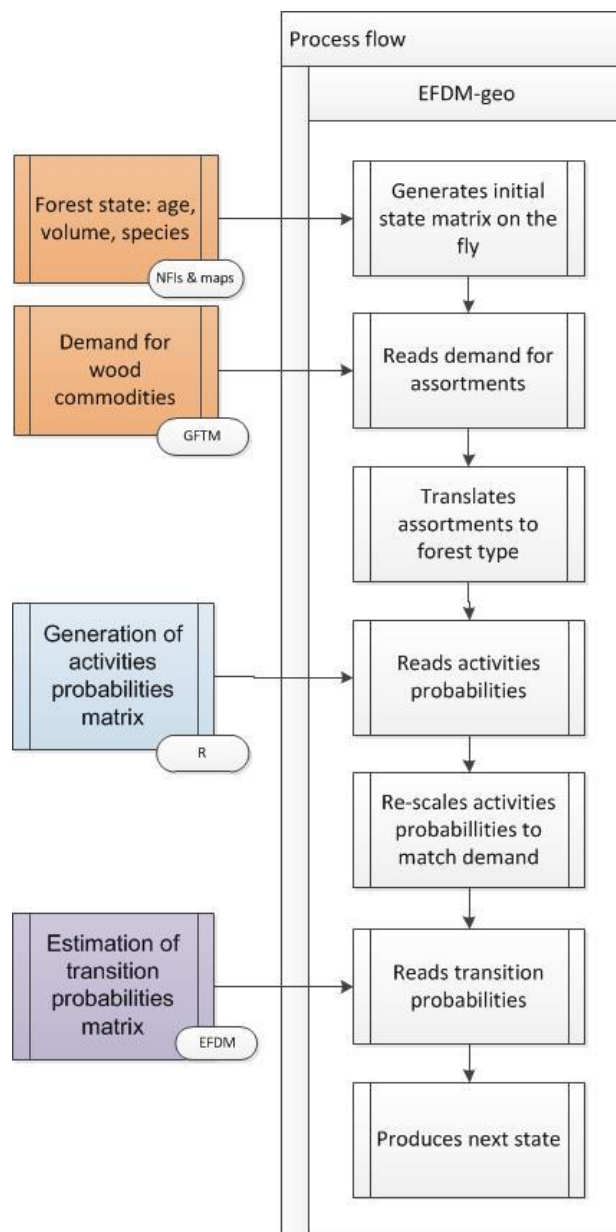 Process flow
EFDM-geo
Forest state: age,
volume, species
NFIs & maps
Generates initial
state matrix on the
fly
Demand for
wood
commodities
GFTM
Reads demand for
assortments
Translates
assortments to
forest type
Generation of
activities
probabilities
matrix
R
Reads activities
probabilities
Re-scales activities
probabillities to
match demand
Estimation of
transition
probabilities
matrix
EFDM
Reads transition
probabilities
Produces next state